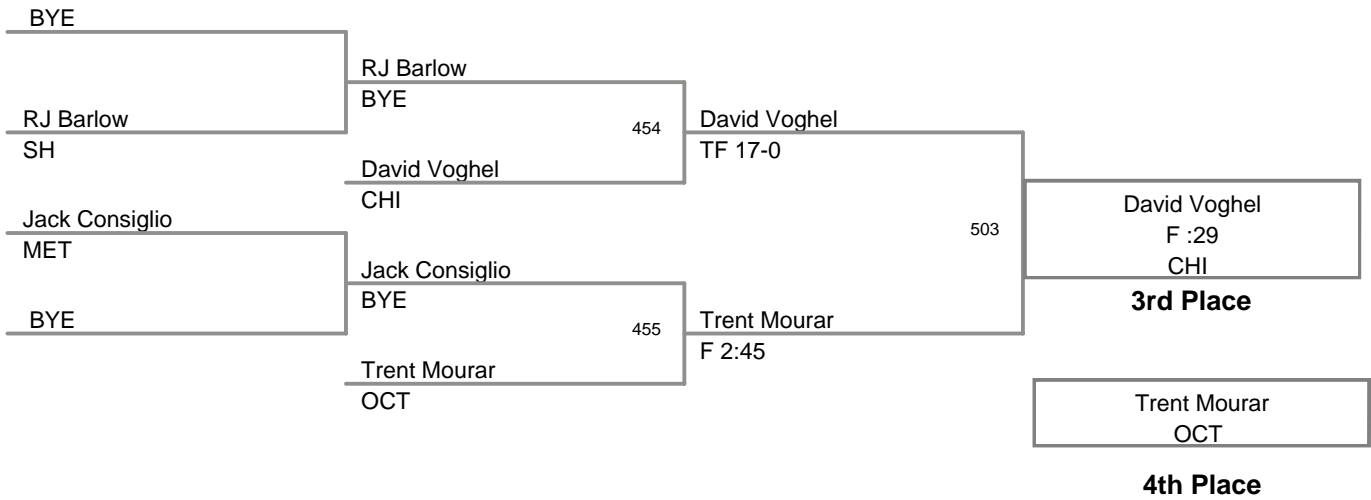 BYE
RJ Barlow
SH
Jack Consiglio
MET
BYE
RJ Barlow
BYE
454
David Voghel
CHI
Jack Consiglio
BYE
455
Trent Mourar
OCT
David Voghel
TF 17-0
503
Trent Mourar
F 2:45
David Voghel
F :29
CHI
3rd Place
Trent Mourar
OCT
4th Place